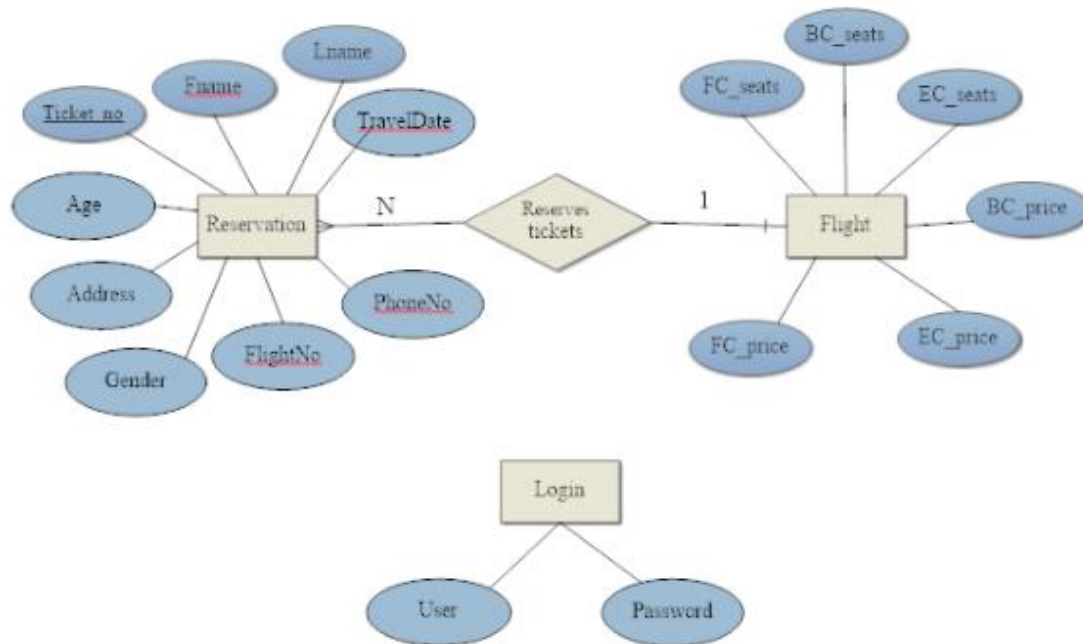 Lname
BC_seats
Fname
FC_seats
EC_seats
Ticket_no
TravelDate
Age
Reservation
N
Reserves
tickets
1
Flight
BC_price
Address
PhoneNo
FlightNo
FC_price
EC_price
Gender
Login
User
Password